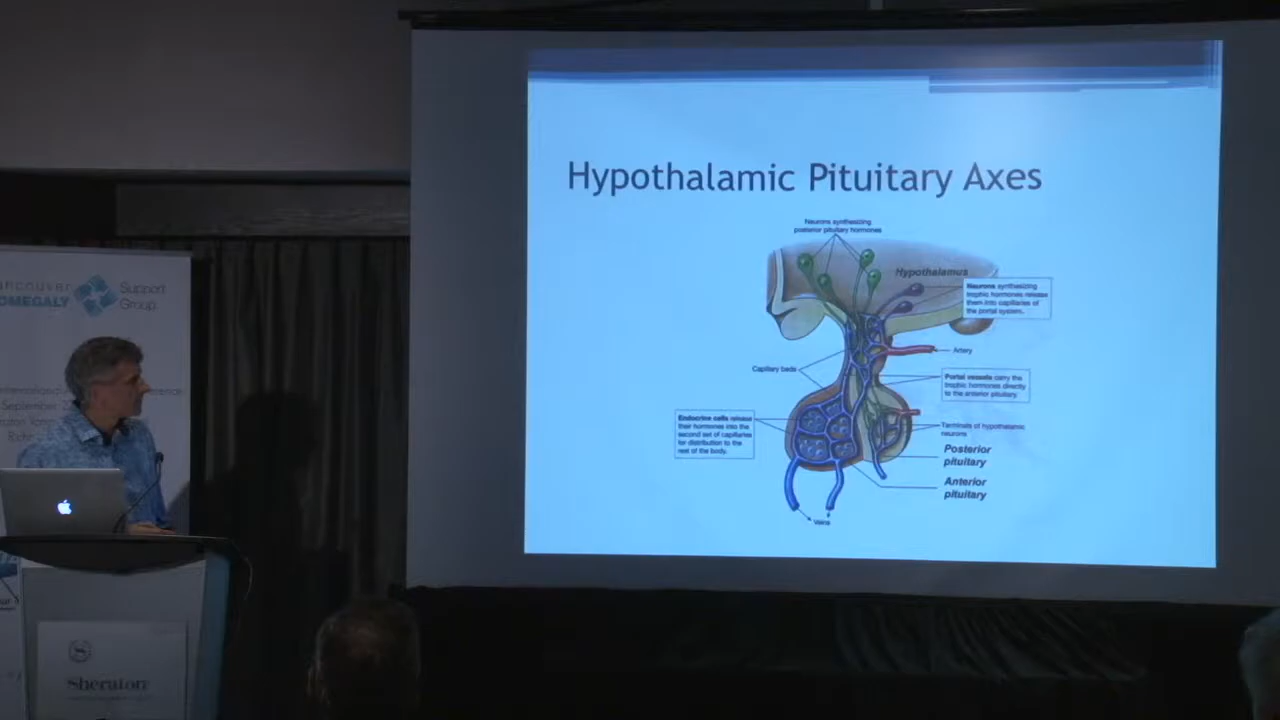 Hypothalamic Pituitary Axes
Neurons synthesizing
posterior pituitary hormones
Hypothalamus
Neurons synthesizing
trophic hormones release
them into capillaries of
the portal system.
Artery
Capillary beds
Portal vessels carry the
trophic hormones directly
to the anterior pituitary.
Endocrine cells release
their hormones into the
second set of capillaries
for distribution to the
rest of the body.
Terminals of hypothalamic
neurons
Posterior
pituitary
Anterior
pituitary
Veins
ancouver
OMEGALY
Support
Group
September
Sheraton